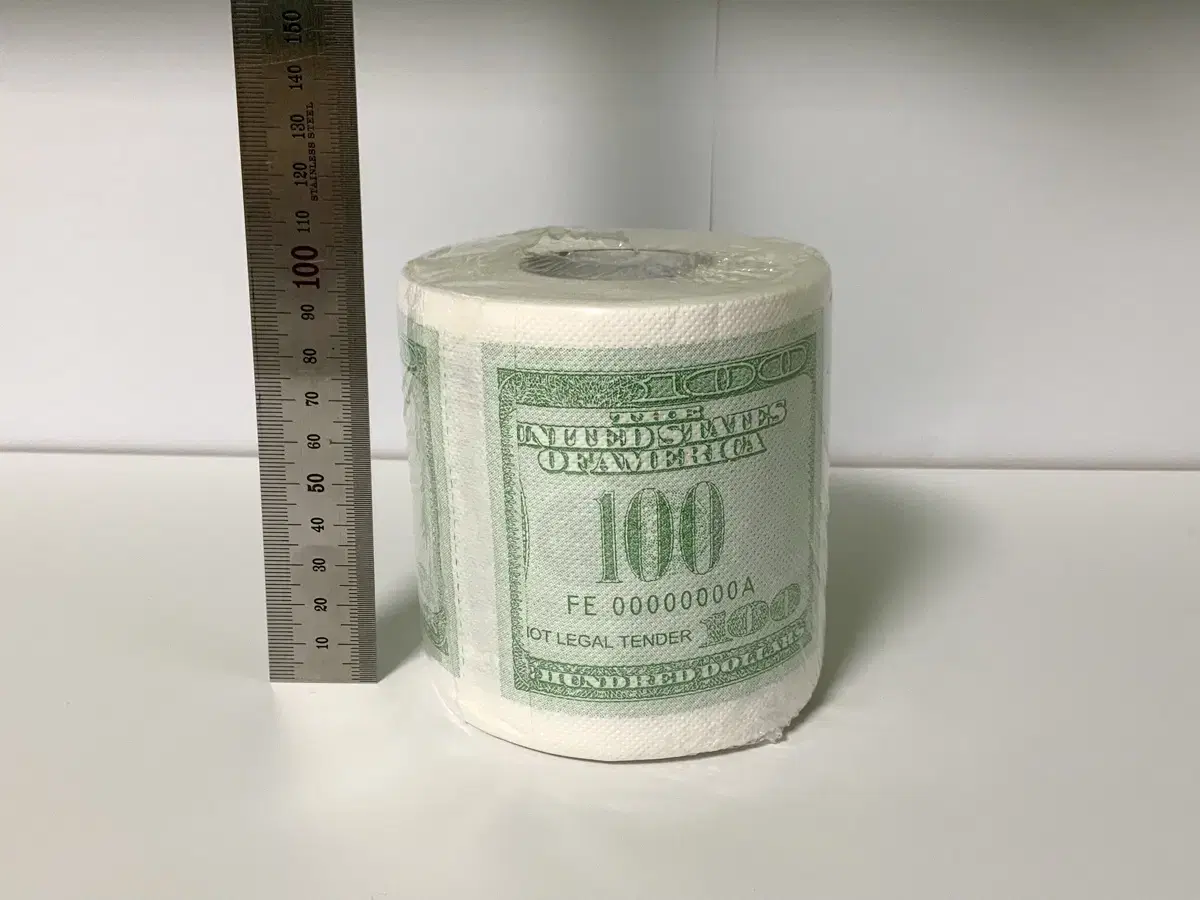 150
140
130
120
110
100
90
80
70
60
50
40
30
20
10
STAINLESS STEEL
100
THE
UNITED STATES
OF AMERICA
100
FE 00000000A
IOT LEGAL TENDER
100
HUNDRED DOLLARS